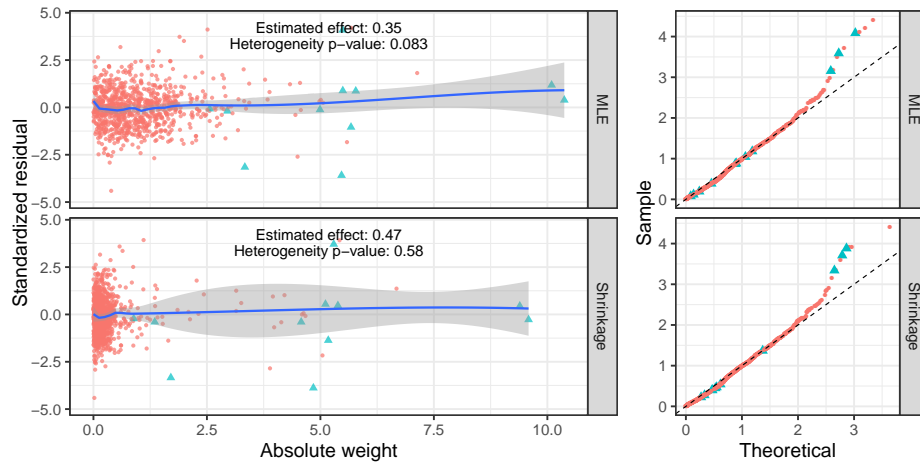 Estimated effect: 0.35
Heterogeneity p-value: 0.083
5.0
2.5
0.0
−2.5
−5.0
MLE
Estimated effect: 0.47
Heterogeneity p-value: 0.58
5.0
2.5
0.0
−2.5
−5.0
Shrinkage
Standardized residual
0.0
2.5
5.0
7.5
10.0
Absolute weight
4
3
2
1
0
MLE
4
3
2
1
0
Shrinkage
Sample
0
1
2
3
Theoretical